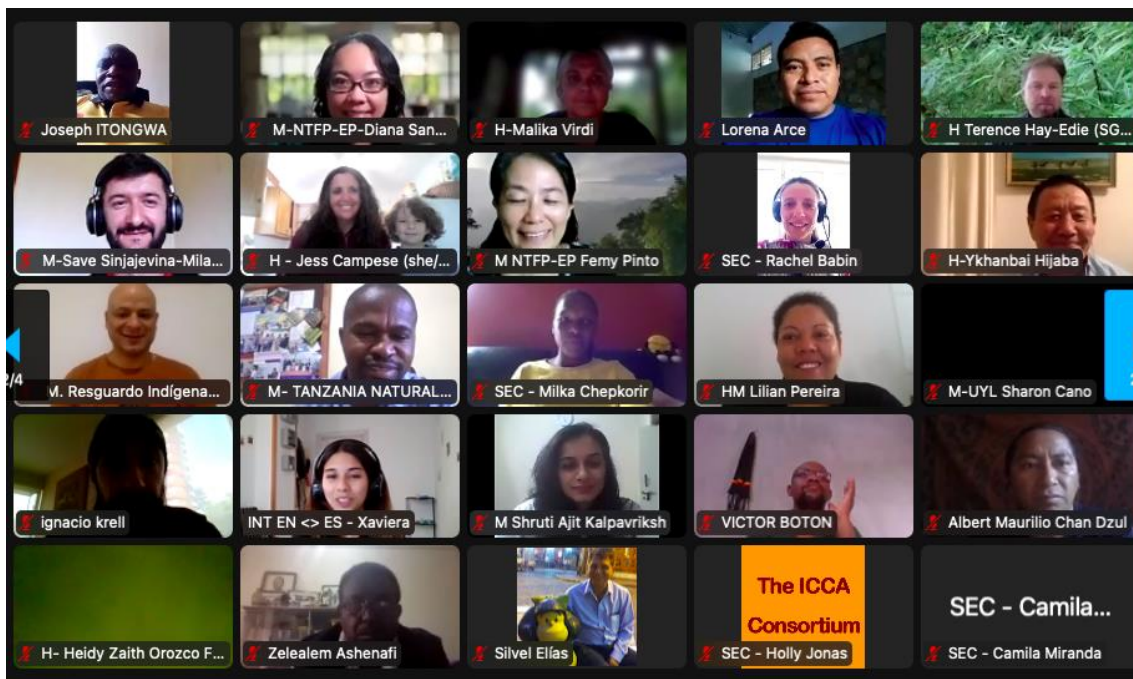 Joseph ITONGWA
M-NTFP-EP-Diana San...
H-Malika Virdi
Lorena Arce
H Terence Hay-Edie (SG...
M-Save Sinjajevina-Mila...
H - Jess Campese (she/...
M NTFP-EP Femy Pinto
SEC - Rachel Babin
H-Ykhanbai Hijaba
2/4
M. Resguardo Indígena...
M- TANZANIA NATURAL...
SEC - Milka Chepkorir
HM Lilian Pereira
M-UYL Sharon Cano
ignacio krell
INT EN <> ES - Xaviera
M Shruti Ajit Kalpavriksh
VICTOR BOTON
Albert Maurilio Chan Dzul
H- Heidy Zaith Orozco F...
Zelealem Ashenafi
Silvel Elías
The ICCA
Consortium
SEC - Holly Jonas
SEC - Camila...
SEC - Camila Miranda